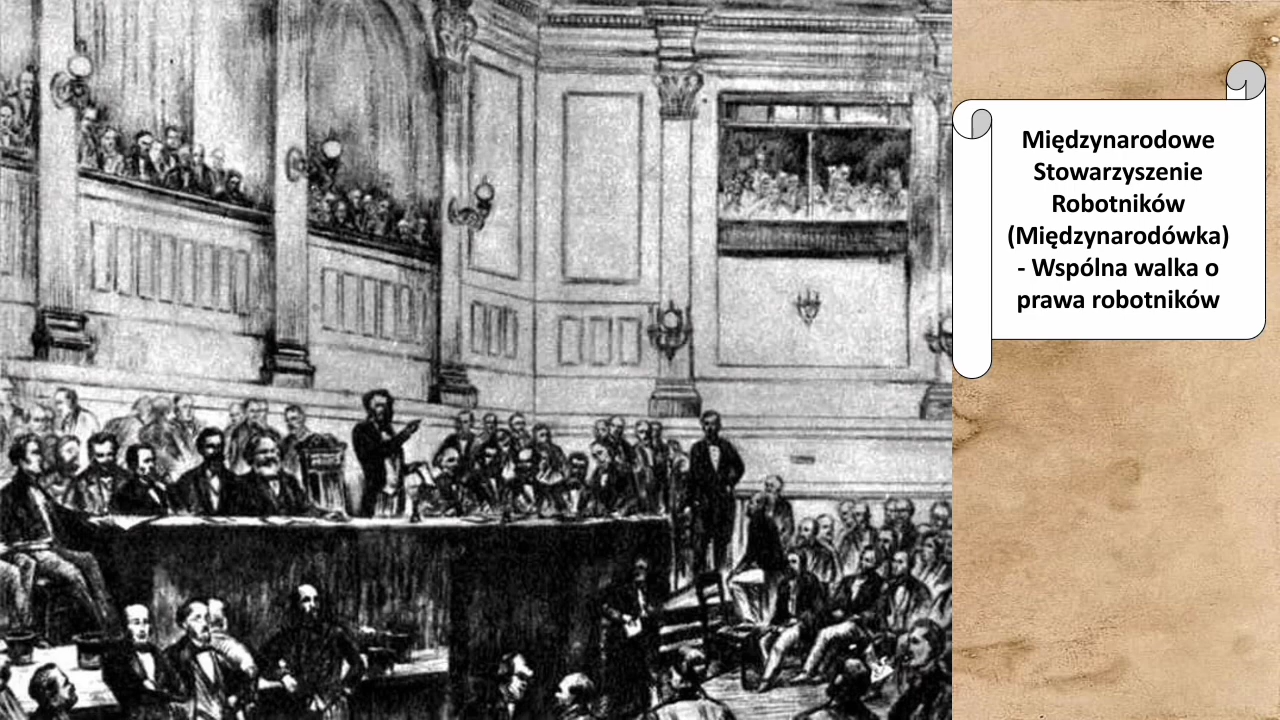 Międzynarodowe
Stowarzyszenie
Robotników
(Międzynarodówka)
- Wspólna walka o
prawa robotników